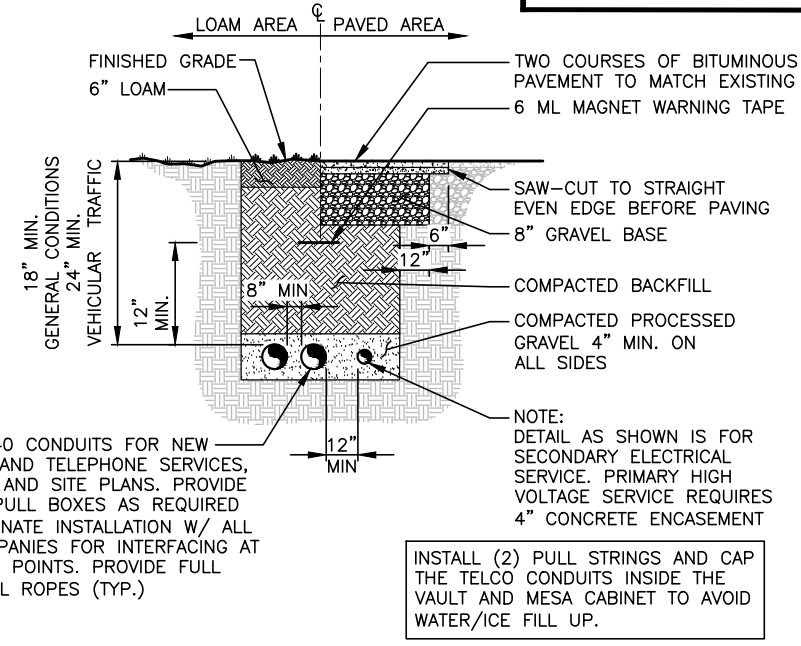 ℄
LOAM AREA
PAVED AREA
FINISHED GRADE
6” LOAM
TWO COURSES OF BITUMINOUS
PAVEMENT TO MATCH EXISTING
6 ML MAGNET WARNING TAPE
SAW-CUT TO STRAIGHT
EVEN EDGE BEFORE PAVING
8” GRAVEL BASE
6”
12”
18” MIN.
GENERAL CONDITIONS
24” MIN.
VEHICULAR TRAFFIC
12”
MIN.
8” MIN
COMPACTED BACKFILL
COMPACTED PROCESSED
GRAVEL 4” MIN. ON
ALL SIDES
12”
MIN
NOTE:
DETAIL AS SHOWN IS FOR
SECONDARY ELECTRICAL
SERVICE. PRIMARY HIGH
VOLTAGE SERVICE REQUIRES
4” CONCRETE ENCASEMENT
CONDUITS FOR NEW
AND TELEPHONE SERVICES,
AND SITE PLANS. PROVIDE
PULL BOXES AS REQUIRED
NATE INSTALLATION W/ ALL
PANIES FOR INTERFACING AT
POINTS. PROVIDE FULL
ROPES (TYP.)
INSTALL (2) PULL STRINGS AND CAP
THE TELCO CONDUITS INSIDE THE
VAULT AND MESA CABINET TO AVOID
WATER/ICE FILL UP.